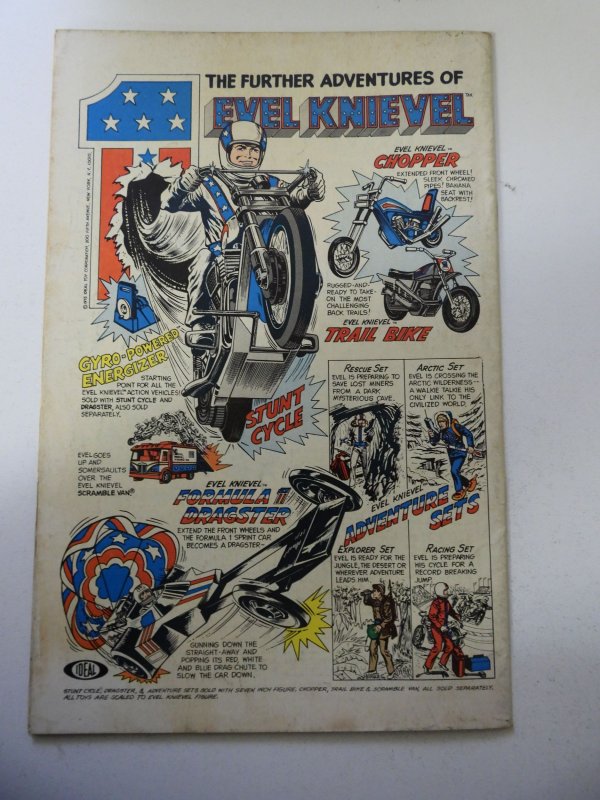 THE FURTHER ADVENTURES OF
EVEL KNIEVEL™
EVEL KNIEVEL™
CHOPPER
EXTENDED FRONT WHEEL!
SLEEK, CHROMED
PIPES! BANANA
SEAT WITH
BACKREST!
RUGGED-AND-
READY TO TAKE-
ON THE MOST
CHALLENGING
BACK TRAILS!
EVEL KNIEVEL™
TRAIL BIKE
GYRO-POWERED
ENERGIZER
STARTING
POINT FOR ALL THE
EVEL KNIEVEL™ ACTION VEHICLES!
SOLD WITH STUNT CYCLE AND
DRAGSTER, ALSO SOLD
SEPARATELY.
STUNT
CYCLE
EVEL GOES
UP AND
SOMERSAULTS
OVER THE
EVEL KNIEVEL
SCRAMBLE VAN®
RESCUE SET
EVEL IS PREPARING TO
SAVE LOST MINERS
FROM A DARK
MYSTERIOUS CAVE.
ARCTIC SET
EVEL IS CROSSING THE
ARCTIC WILDERNESS--
A WALKIE TALKIE HIS
ONLY LINK TO THE
CIVILIZED WORLD.
EVEL KNIEVEL
ADVENTURE
SETS
EXPLORER SET
EVEL IS READY FOR THE
JUNGLE, THE DESERT OR
WHEREVER ADVENTURE
LEADS HIM.
RACING SET
EVEL IS PREPARING
HIS CYCLE FOR A
RECORD BREAKING
JUMP.
EVEL KNIEVEL™
FORMULA 1
DRAGSTER
EXTEND THE FRONT WHEELS AND
THE FORMULA 1 SPRINT CAR
BECOMES A DRAGSTER--
GUNNING DOWN THE
STRAIGHT-AWAY AND
POPPING ITS RED, WHITE
AND BLUE DRAG CHUTE TO
SLOW THE CAR DOWN.
IDEAL
STUNT CYCLE, DRAGSTER, & ADVENTURE SETS SOLD WITH SEVEN INCH FIGURE, CHOPPER, TRAIL BIKE & SCRAMBLE VAN, ALL SOLD SEPARATELY.
ALL TOYS ARE SCALED TO EVEL KNIEVEL FIGURE.